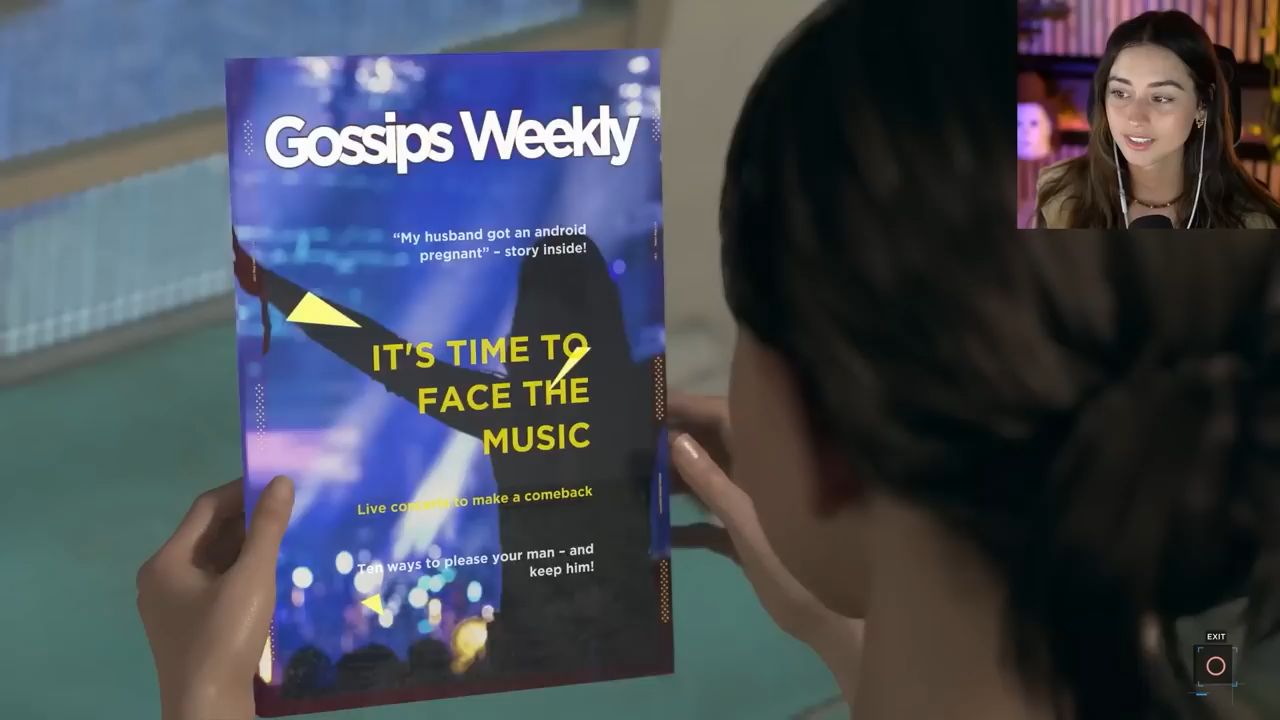 Gossips Weekly
“My husband got an android
pregnant” – story inside!
IT'S TIME TO
FACE THE
MUSIC
Live concerts to make a comeback
Ten ways to please your man – and
keep him!
EXIT